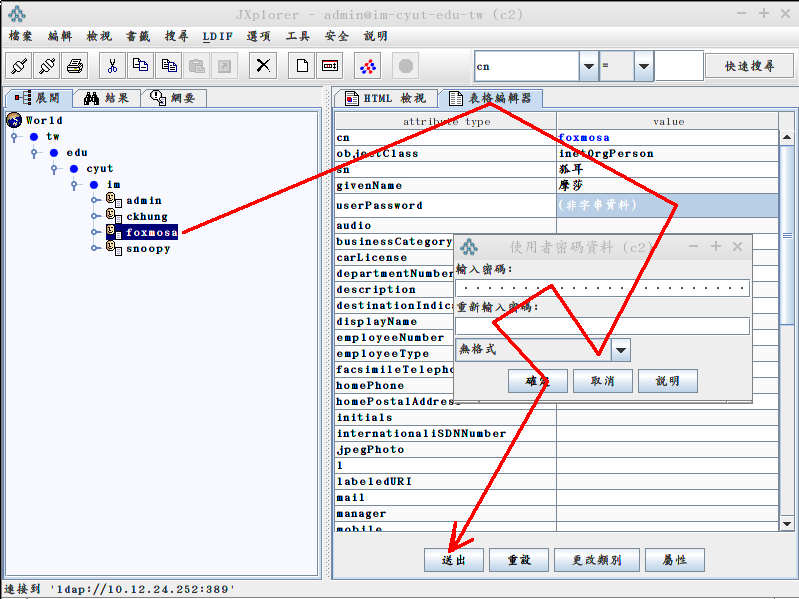 JXplorer - admin@im-cyut-edu-tw (c2)
檔案 編輯 檢視 書籤 搜尋 LDIF 選項 工具 安全 說明
cn = 快速搜尋
展開 結果 網要
World
tw
edu
cyut
im
admin
ckhung
foxmosa
snoopy
HTML 檢視 表格編輯器
attribute type value
cn foxmosa
objectClass inetOrgPerson
sn 狐耳
givenName 摩莎
userPassword (非字串資料)
audio
businessCategory
carLicense
departmentNumber
description
destinationIndic
displayName
employeeNumber
employeeType
facsimileTelepho
homePhone
homePostalAddress
initials
internationaliSDNNumber
jpegPhoto
l
labeledURI
mail
manager
mobile
使用者密碼資料 (c2)
輸入密碼:
重新輸入密碼:
無格式
確定 取消 說明
送出 重設 更改類別 屬性
連接到 'ldap://10.12.24.252:389'